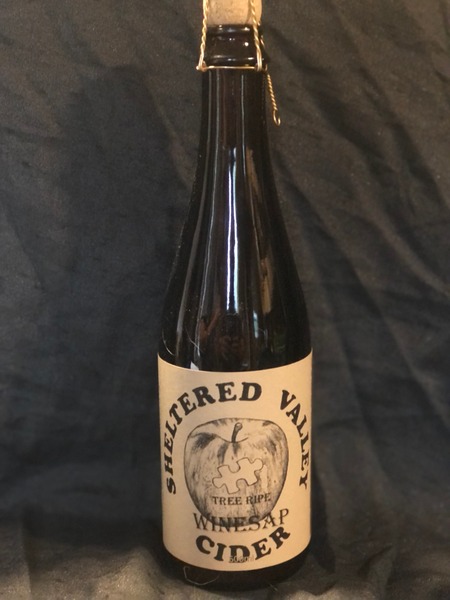 SHELTERED VALLEY
TREE RIPE
WINESAP
CIDER